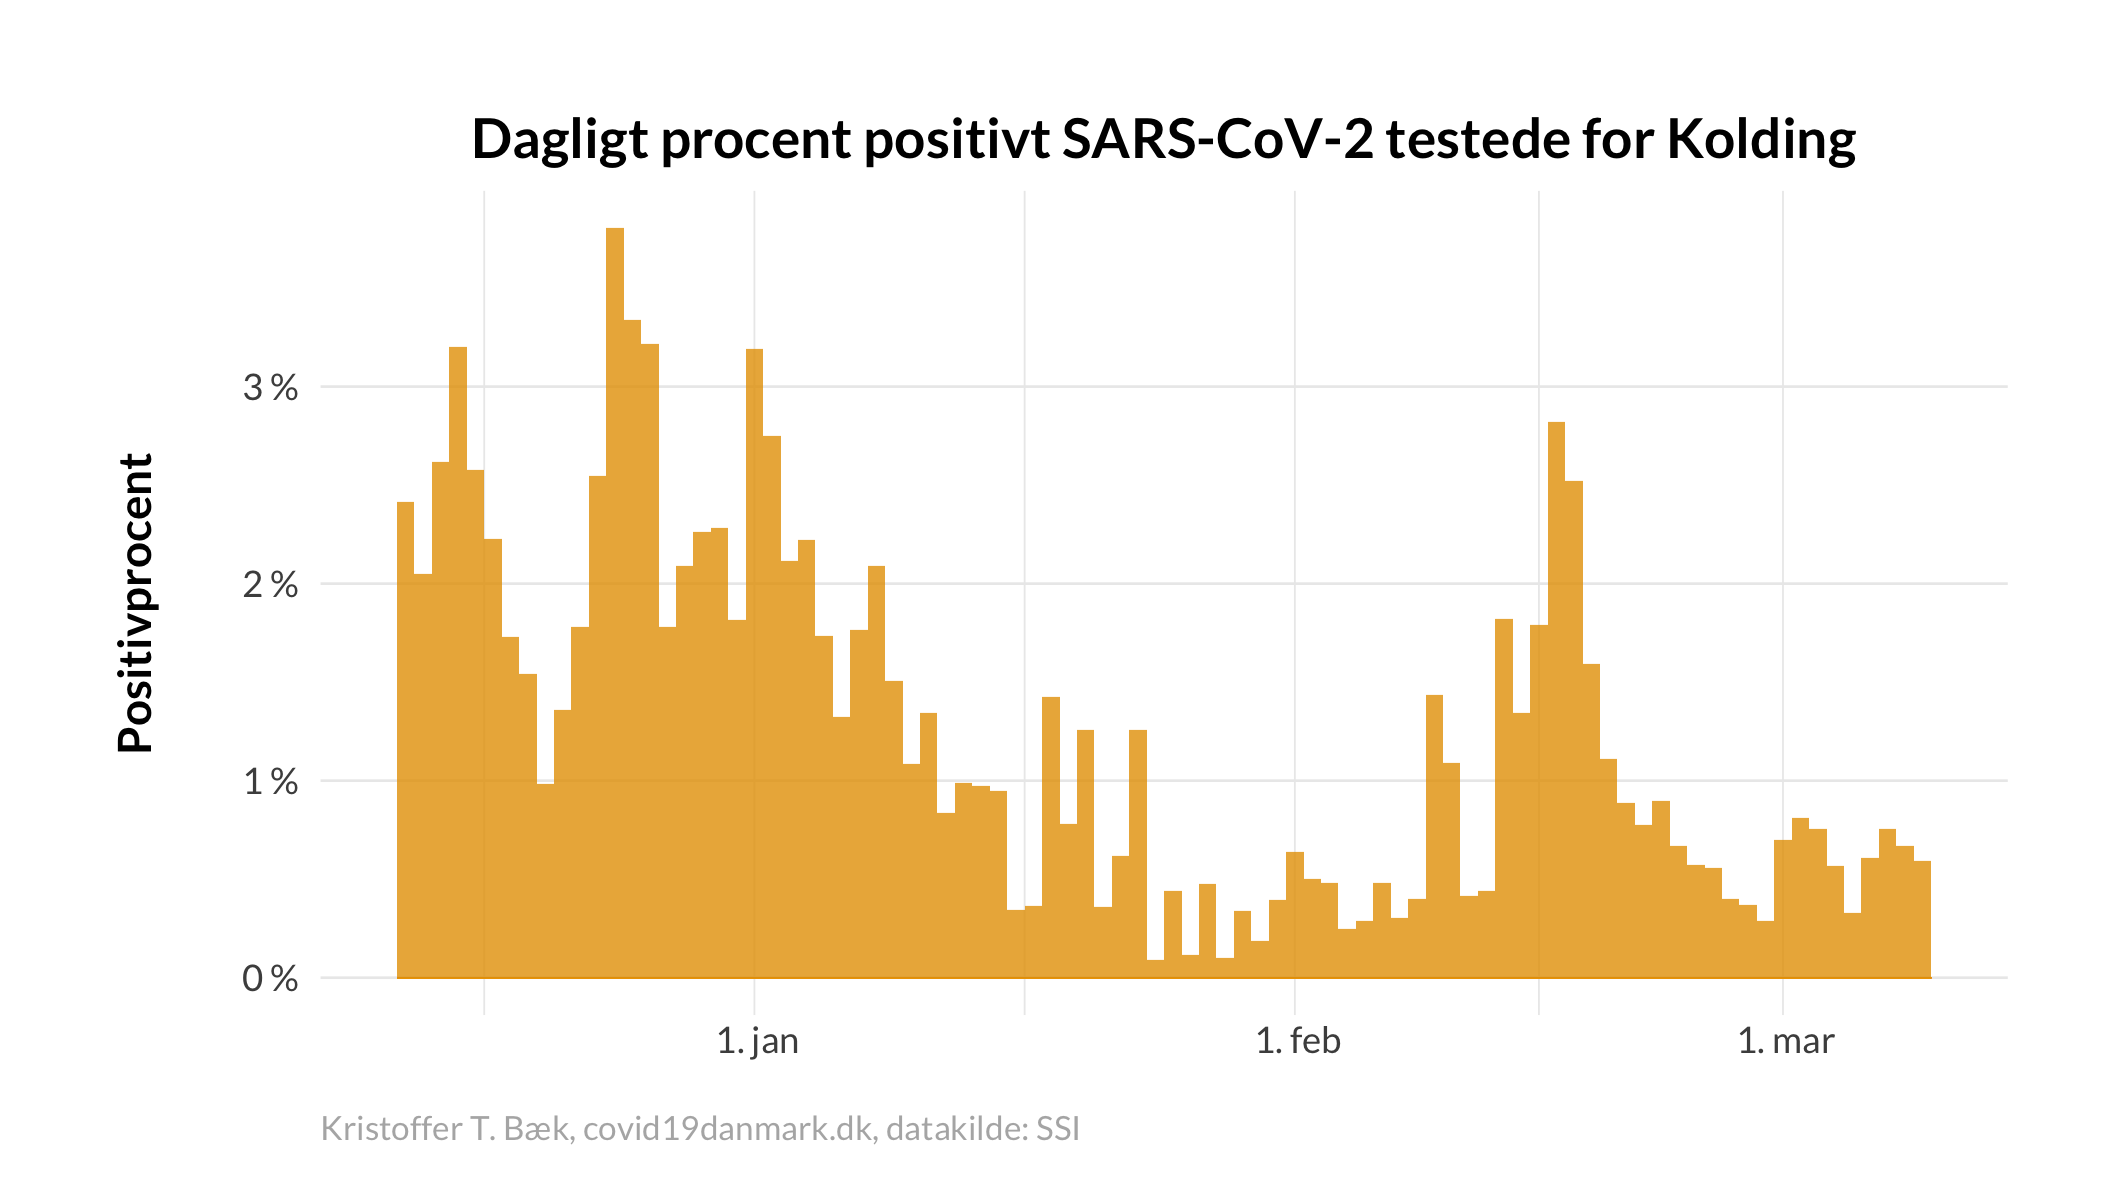 Dagligt procent positivt SARS-CoV-2 testede for Kolding
Positivprocent
3 %
2 %
1 %
0 %
1. jan
1. feb
1. mar
Kristoffer T. Bæk, covid19danmark.dk, datakilde: SSI